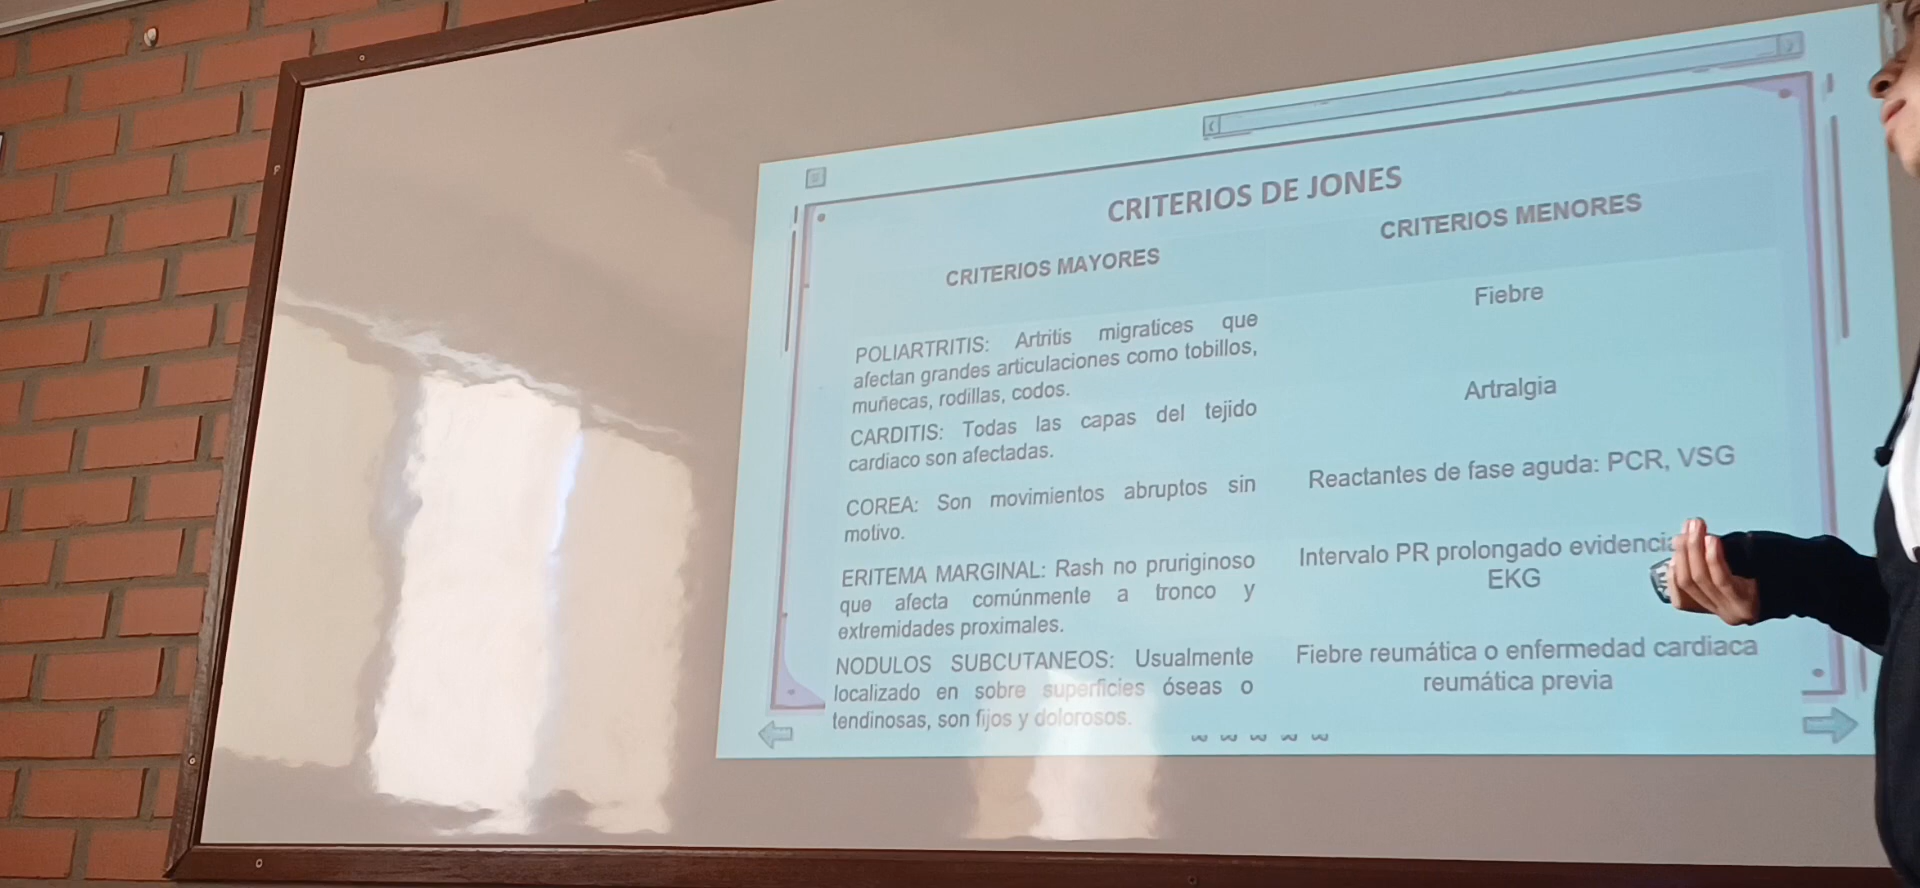 CRITERIOS DE JONES
CRITERIOS MAYORES
POLIARTRITIS: Artritis migratices que
afectan grandes articulaciones como tobillos,
muñecas, rodillas, codos.
CARDITIS: Todas las capas del tejido
cardiaco son afectadas.
COREA: Son movimientos abruptos sin
motivo.
ERITEMA MARGINAL: Rash no pruriginoso
que afecta comúnmente a tronco y
extremidades proximales.
NODULOS SUBCUTANEOS: Usualmente
localizado en sobre superficies óseas o
tendinosas, son fijos y dolorosos.
CRITERIOS MENORES
Fiebre
Artralgia
Reactantes de fase aguda: PCR, VSG
Intervalo PR prolongado
EKG
Fiebre reumática o enfermedad cardiaca
reumática previa